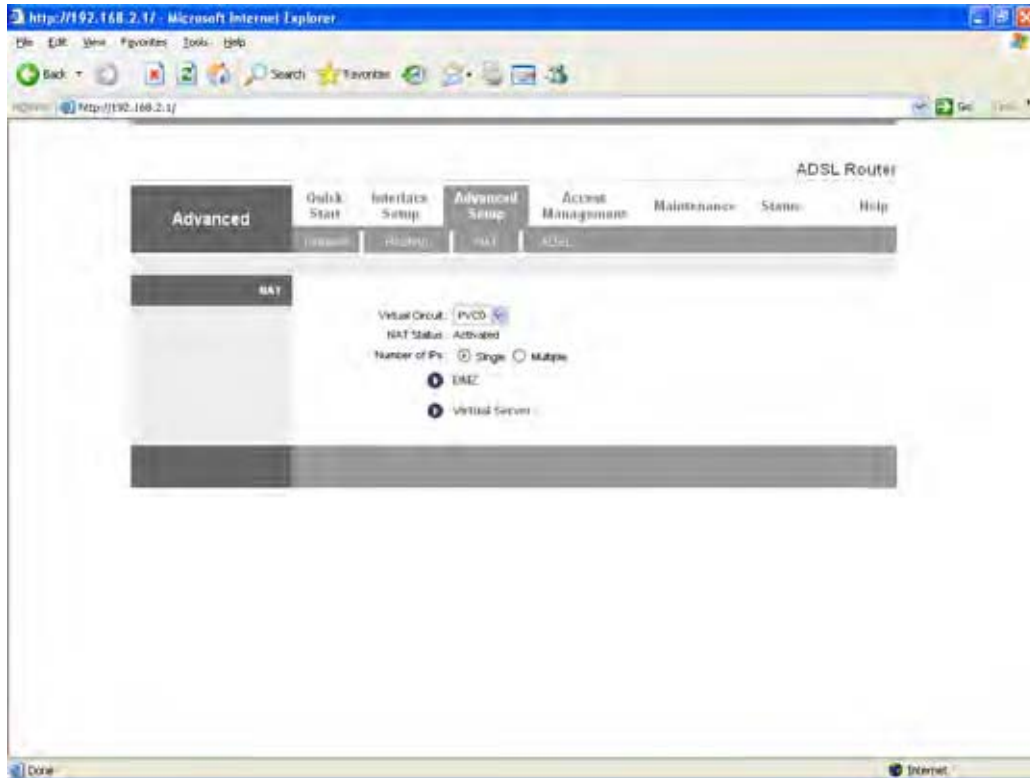 http://192.168.2.1/ - Microsoft Internet Explorer
File Edit View Favorites Tools Help
Back Search Favorites
http://192.168.2.1/ Go
ADSL Router
Advanced
Quick Start
Interface Setup
Advanced Setup
Access Management
Maintenance
Status
Help
Firewall Routing NAT ADSL
NAT
Virtual Circuit: PVC0
NAT Status: Activated
Number of IPs: Single Multiple
DMZ
Virtual Server
Done Internet